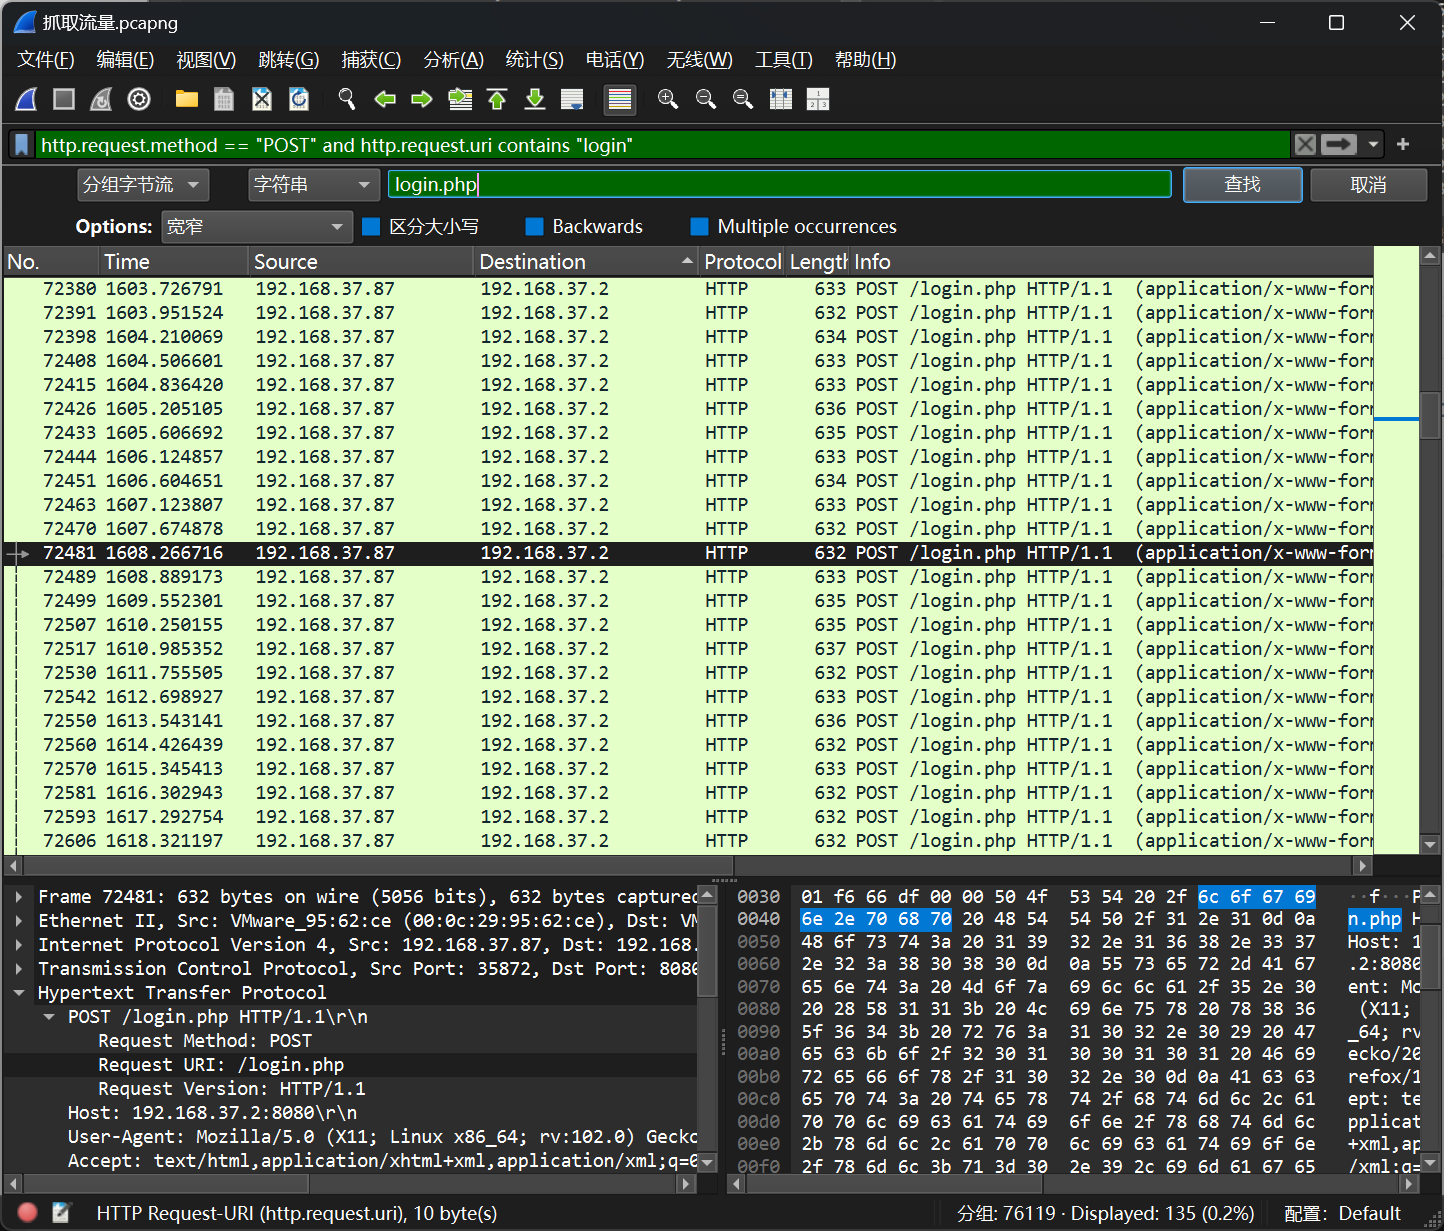 抓取流量.pcapng
文件(F) 编辑(E) 视图(V) 跳转(G) 捕获(C) 分析(A) 统计(S) 电话(Y) 无线(W) 工具(T) 帮助(H)
http.request.method == "POST" and http.request.uri contains "login"
分组字节流 字符串 login.php 查找 取消
Options: 宽窄 区分大小写 Backwards Multiple occurrences
No. Time Source Destination Protocol Length Info
72380 1603.726791 192.168.37.87 192.168.37.2 HTTP 633 POST /login.php HTTP/1.1 (application/x-www-for
72391 1603.951524 192.168.37.87 192.168.37.2 HTTP 632 POST /login.php HTTP/1.1 (application/x-www-for
72398 1604.210069 192.168.37.87 192.168.37.2 HTTP 634 POST /login.php HTTP/1.1 (application/x-www-for
72408 1604.506601 192.168.37.87 192.168.37.2 HTTP 633 POST /login.php HTTP/1.1 (application/x-www-for
72415 1604.836420 192.168.37.87 192.168.37.2 HTTP 633 POST /login.php HTTP/1.1 (application/x-www-for
72426 1605.205105 192.168.37.87 192.168.37.2 HTTP 636 POST /login.php HTTP/1.1 (application/x-www-for
72433 1605.606692 192.168.37.87 192.168.37.2 HTTP 635 POST /login.php HTTP/1.1 (application/x-www-for
72444 1606.124857 192.168.37.87 192.168.37.2 HTTP 633 POST /login.php HTTP/1.1 (application/x-www-for
72451 1606.604651 192.168.37.87 192.168.37.2 HTTP 634 POST /login.php HTTP/1.1 (application/x-www-for
72463 1607.123807 192.168.37.87 192.168.37.2 HTTP 633 POST /login.php HTTP/1.1 (application/x-www-for
72470 1607.674878 192.168.37.87 192.168.37.2 HTTP 632 POST /login.php HTTP/1.1 (application/x-www-for
72481 1608.266716 192.168.37.87 192.168.37.2 HTTP 632 POST /login.php HTTP/1.1 (application/x-www-for
72489 1608.889173 192.168.37.87 192.168.37.2 HTTP 633 POST /login.php HTTP/1.1 (application/x-www-for
72499 1609.552301 192.168.37.87 192.168.37.2 HTTP 635 POST /login.php HTTP/1.1 (application/x-www-for
72507 1610.250155 192.168.37.87 192.168.37.2 HTTP 635 POST /login.php HTTP/1.1 (application/x-www-for
72517 1610.985352 192.168.37.87 192.168.37.2 HTTP 637 POST /login.php HTTP/1.1 (application/x-www-for
72530 1611.755505 192.168.37.87 192.168.37.2 HTTP 632 POST /login.php HTTP/1.1 (application/x-www-for
72542 1612.698927 192.168.37.87 192.168.37.2 HTTP 633 POST /login.php HTTP/1.1 (application/x-www-for
72550 1613.543141 192.168.37.87 192.168.37.2 HTTP 636 POST /login.php HTTP/1.1 (application/x-www-for
72560 1614.426439 192.168.37.87 192.168.37.2 HTTP 632 POST /login.php HTTP/1.1 (application/x-www-for
72570 1615.345413 192.168.37.87 192.168.37.2 HTTP 633 POST /login.php HTTP/1.1 (application/x-www-for
72581 1616.302943 192.168.37.87 192.168.37.2 HTTP 632 POST /login.php HTTP/1.1 (application/x-www-for
72593 1617.292754 192.168.37.87 192.168.37.2 HTTP 632 POST /login.php HTTP/1.1 (application/x-www-for
72606 1618.321197 192.168.37.87 192.168.37.2 HTTP 632 POST /login.php HTTP/1.1 (application/x-www-for
Frame 72481: 632 bytes on wire (5056 bits), 632 bytes captured
Ethernet II, Src: VMware_95:62:ce (00:0c:29:95:62:ce), Dst: VM
Internet Protocol Version 4, Src: 192.168.37.87, Dst: 192.168.
Transmission Control Protocol, Src Port: 35872, Dst Port: 8080
Hypertext Transfer Protocol
POST /login.php HTTP/1.1\r\n
Request Method: POST
Request URI: /login.php
Request Version: HTTP/1.1
Host: 192.168.37.2:8080\r\n
User-Agent: Mozilla/5.0 (X11; Linux x86_64; rv:102.0) Gecko
Accept: text/html,application/xhtml+xml,application/xml;q=0
0030 01 f6 66 df 00 00 50 4f 53 54 20 2f 6c 6f 67 69 ··f···P
0040 6e 2e 70 68 70 20 48 54 54 50 2f 31 2e 31 0d 0a n.php H
0050 48 6f 73 74 3a 20 31 39 32 2e 31 36 38 2e 33 37 Host: 1
0060 2e 32 3a 38 30 38 30 0d 0a 55 73 65 72 2d 41 67 .2:8080
0070 65 6e 74 3a 20 4d 6f 7a 69 6c 6c 61 2f 35 2e 30 ent: Mo
0080 20 28 58 31 31 3b 20 4c 69 6e 75 78 20 78 38 36 (X11;
0090 5f 36 34 3b 20 72 76 3a 31 30 32 2e 30 29 20 47 _64; rv
00a0 65 63 6b 6f 2f 32 30 31 30 30 31 30 31 20 46 69 ecko/20
00b0 72 65 66 6f 78 2f 31 30 32 2e 30 0d 0a 41 63 63 refox/1
00c0 65 70 74 3a 20 74 65 78 74 2f 68 74 6d 6c 2c 61 ept: te
00d0 70 70 6c 69 63 61 74 69 6f 6e 2f 78 68 74 6d 6c pplicat
00e0 2b 78 6d 6c 2c 61 70 70 6c 69 63 61 74 69 6f 6e +xml,ap
00f0 2f 78 6d 6c 3b 71 3d 30 2e 39 2c 69 6d 61 67 65 /xml;q=
HTTP Request-URI (http.request.uri), 10 byte(s) 分组: 76119 · Displayed: 135 (0.2%) 配置: Default